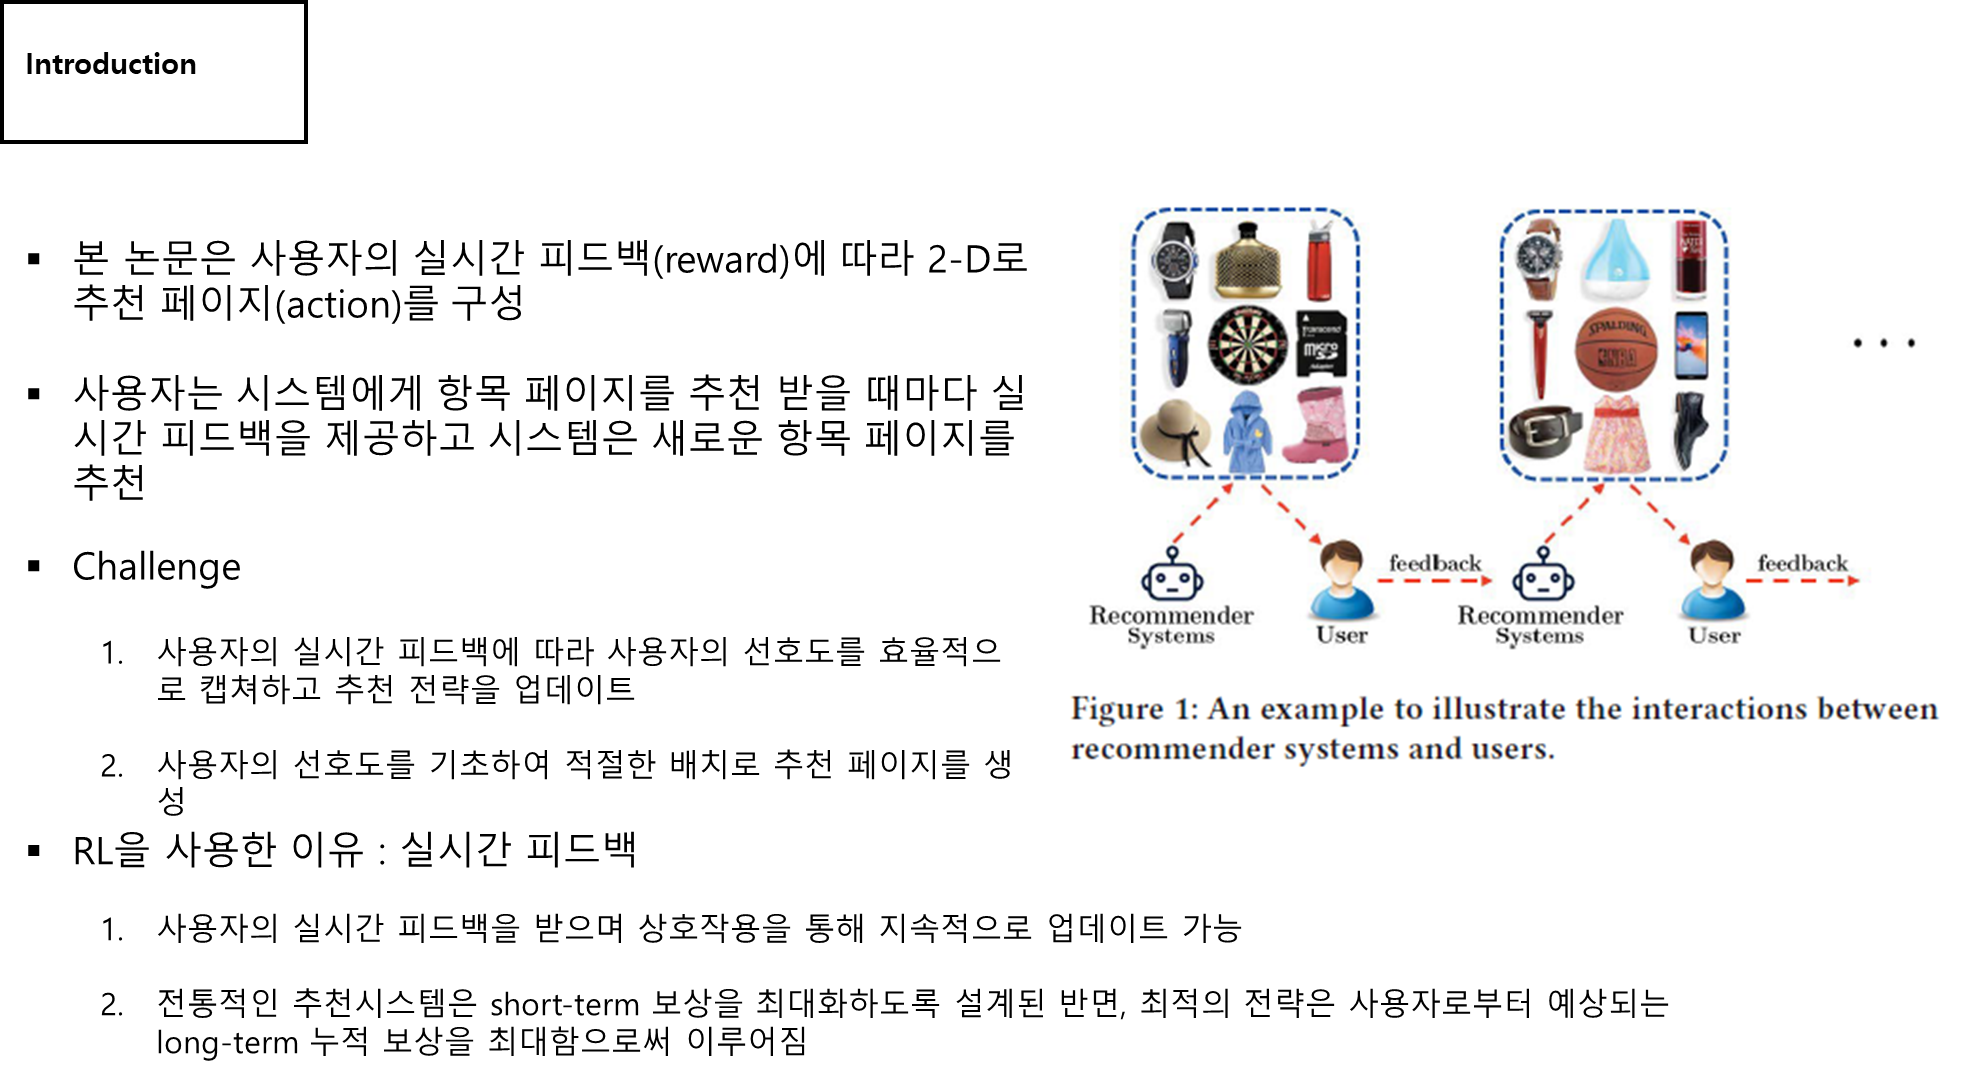 Introduction
▪ 본 논문은 사용자의 실시간 피드백(reward)에 따라 2-D로
추천 페이지(action)를 구성
▪ 사용자는 시스템에게 항목 페이지를 추천 받을 때마다 실
시간 피드백을 제공하고 시스템은 새로운 항목 페이지를
추천
▪ Challenge
1. 사용자의 실시간 피드백에 따라 사용자의 선호도를 효율적으
로 캡쳐하고 추천 전략을 업데이트
2. 사용자의 선호도를 기초하여 적절한 배치로 추천 페이지를 생
성
▪ RL을 사용한 이유 : 실시간 피드백
1. 사용자의 실시간 피드백을 받으며 상호작용을 통해 지속적으로 업데이트 가능
2. 전통적인 추천시스템은 short-term 보상을 최대화하도록 설계된 반면, 최적의 전략은 사용자로부터 예상되는
long-term 누적 보상을 최대함으로써 이루어짐
Transcend
micro
SD
Adapter
SPALDING
NBA
. . .
feedback
feedback
Recommender
Systems
User
Recommender
Systems
User
Figure 1: An example to illustrate the interactions between
recommender systems and users.